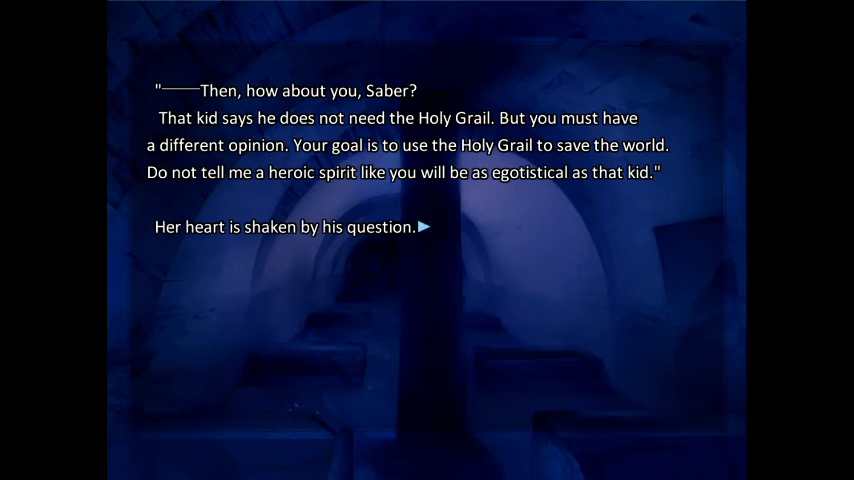 "───Then, how about you, Saber?
That kid says he does not need the Holy Grail. But you must have
a different opinion. Your goal is to use the Holy Grail to save the world.
Do not tell me a heroic spirit like you will be as egotistical as that kid."
Her heart is shaken by his question.